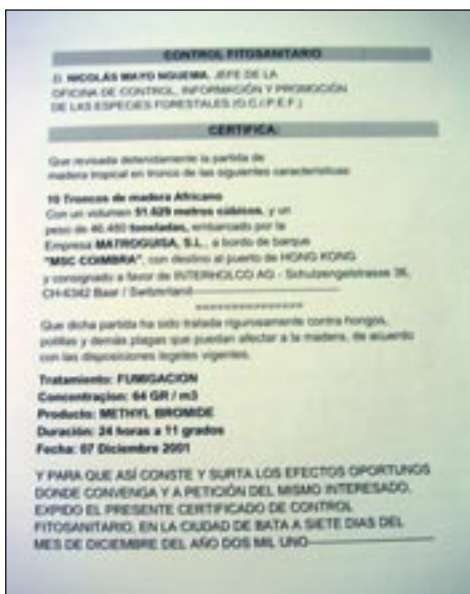 CONTROL FITOSANITARIO
D. NICOLÁS MAYO NGUEMA, JEFE DE LA
OFICINA DE CONTROL, INFORMACIÓN Y PROMOCIÓN
DE LAS ESPECIES FORESTALES (O.C.I.P.E.F.)
CERTIFICA:
Que revisada detenidamente la partida de
madera tropical en tronco de las siguientes características:
10 Troncos de madera Africano
Con un volumen 51.629 metros cúbicos, y un
peso de 46.480 toneladas, embarcado por la
Empresa MATROGUISA, S.L., a bordo de barque
"MSC COIMBRA", con destino al puerto de HONG KONG
y consignado a favor de INTERHOLCO AG - Schutzengelstrasse 36,
CH-6342 Baar / Switzerland
===============
Que dicha partida ha sido tratada rigurosamente contra hongos,
polillas y demás plagas que puedan afectar a la madera, de acuerdo
con las disposiciones legales vigentes.
Tratamiento: FUMIGACION
Concentraçion: 64 GR / m3
Producto: METHYL BROMIDE
Duración: 24 horas a 11 grados
Fecha: 07 Diciembre 2001
Y PARA QUE ASÍ CONSTE Y SURTA LOS EFECTOS OPORTUNOS
DONDE CONVENGA Y A PETICIÓN DEL MISMO INTERESADO,
EXPIDO EL PRESENTE CERTIFICADO DE CONTROL
FITOSANITARIO, EN LA CIUDAD DE BATA A SIETE DIAS DEL
MES DE DICIEMBRE DEL AÑO DOS MIL UNO